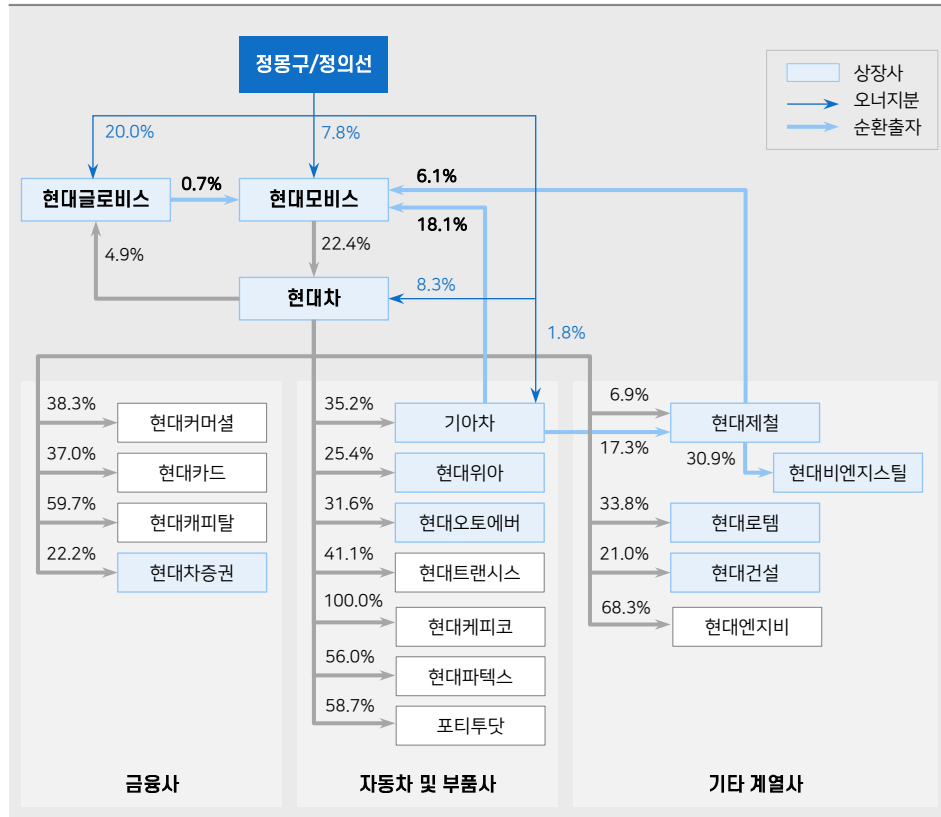 정몽구/정의선
상장사
오너지분
순환출자
20.0%
7.8%
현대글로비스
0.7%
현대모비스
6.1%
18.1%
4.9%
22.4%
현대차
8.3%
1.8%
38.3%
현대커머셜
37.0%
현대카드
59.7%
현대캐피탈
22.2%
현대차증권
금융사
35.2%
기아차
25.4%
현대위아
31.6%
현대오토에버
41.1%
현대트랜시스
100.0%
현대케피코
56.0%
현대파텍스
58.7%
포티투닷
자동차 및 부품사
6.9%
현대제철
17.3%
30.9%
현대비엔지스틸
33.8%
현대로템
21.0%
현대건설
68.3%
현대엔지비
기타 계열사